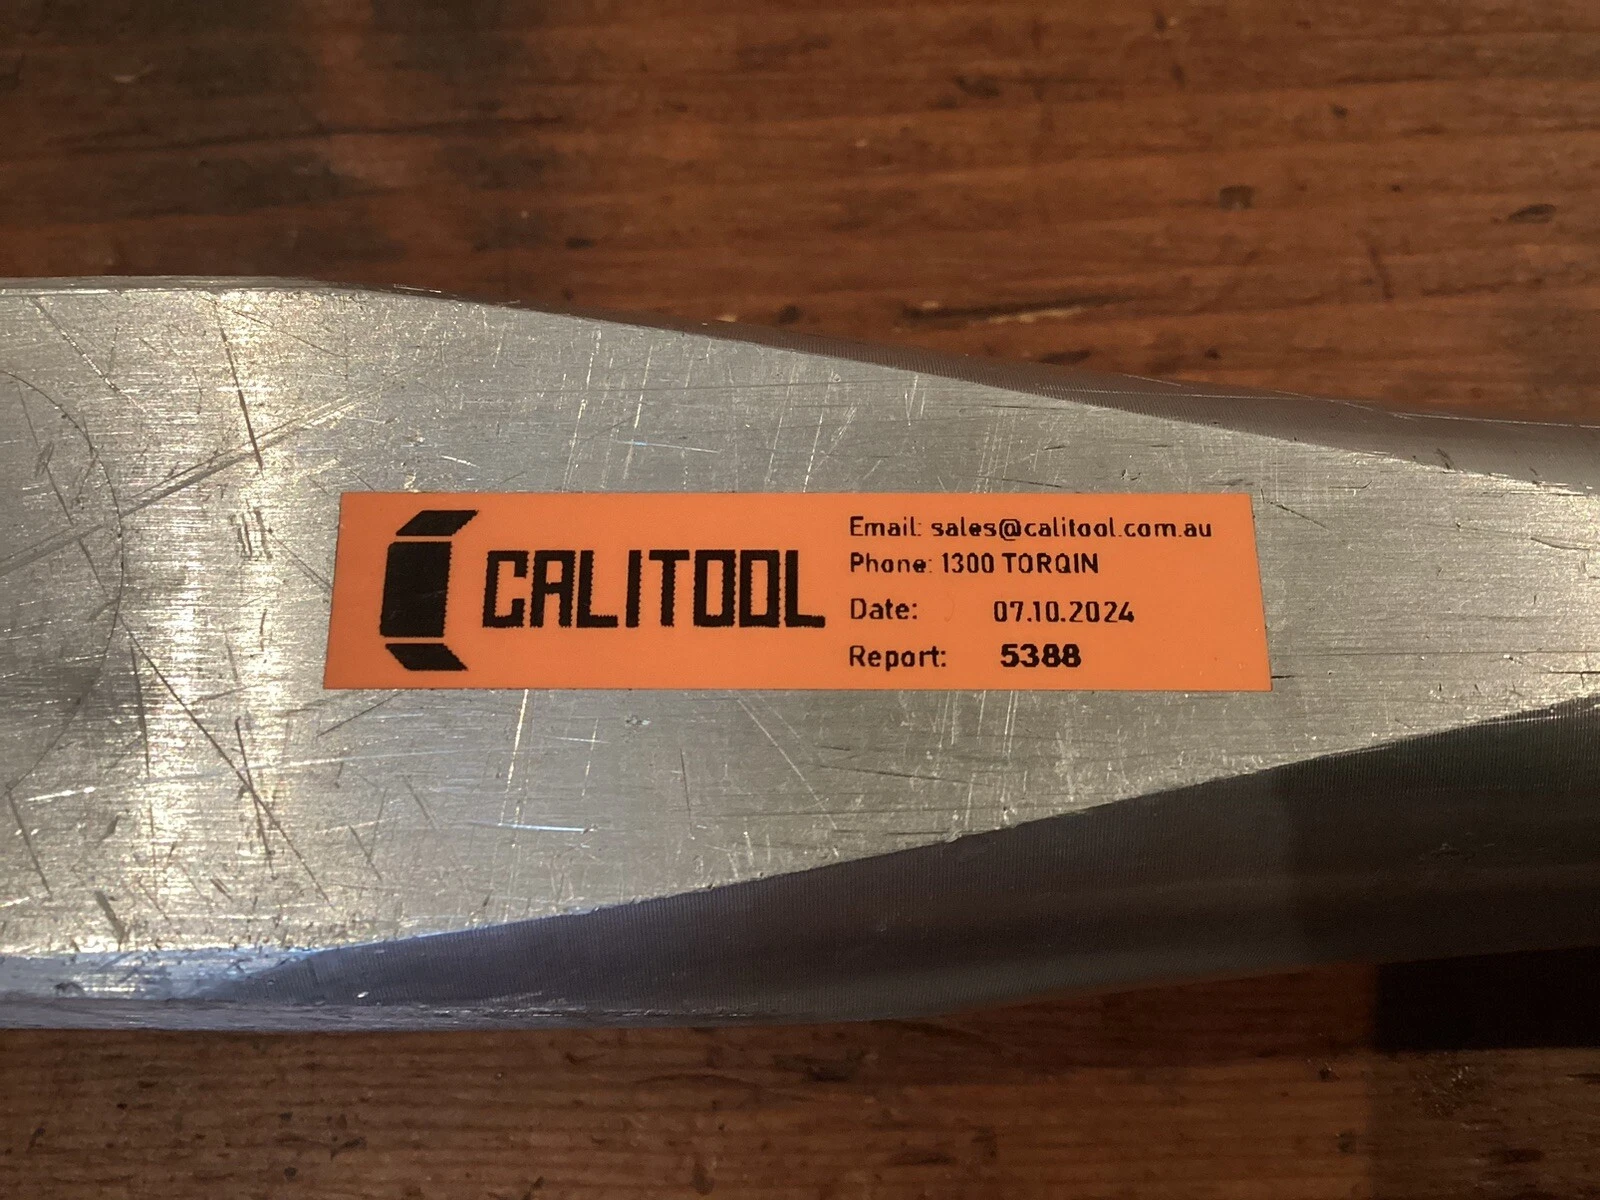 CALITOOL
Email: sales@calitool.com.au
Phone: 1300 TORQIN
Date: 07.10.2024
Report: 5388